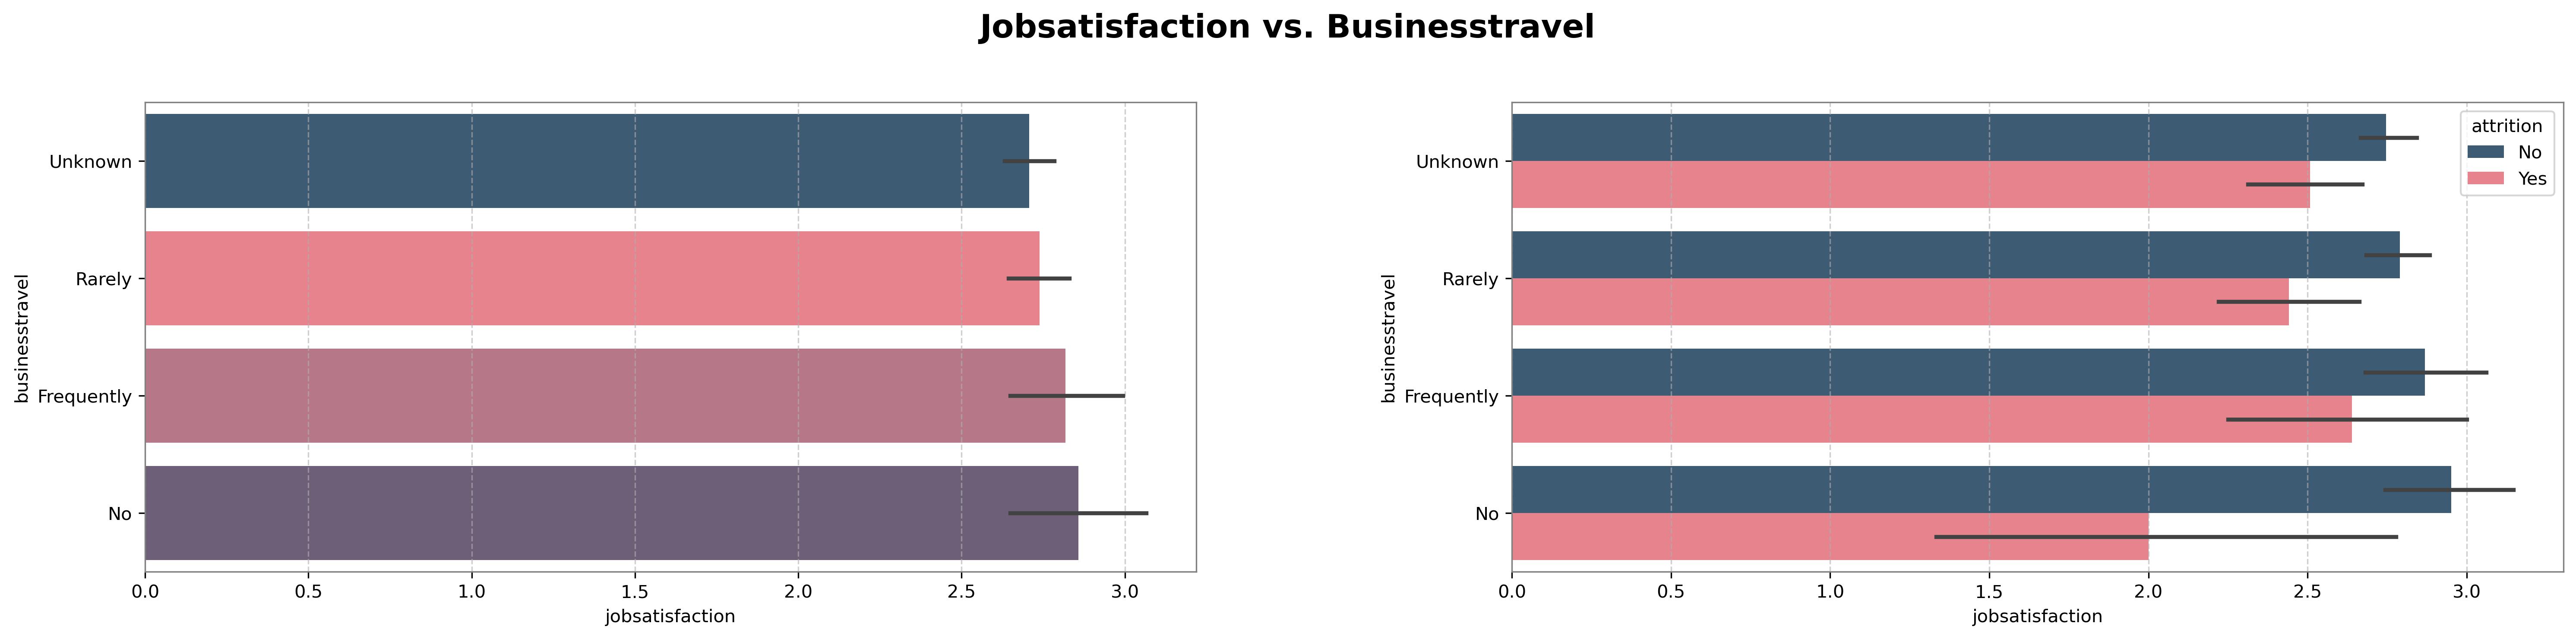 Jobsatisfaction vs. Businesstravel
businesstravel
Unknown
Rarely
Frequently
No
0.0 0.5 1.0 1.5 2.0 2.5 3.0
jobsatisfaction
businesstravel
Unknown
Rarely
Frequently
No
0.0 0.5 1.0 1.5 2.0 2.5 3.0
jobsatisfaction
attrition
No
Yes